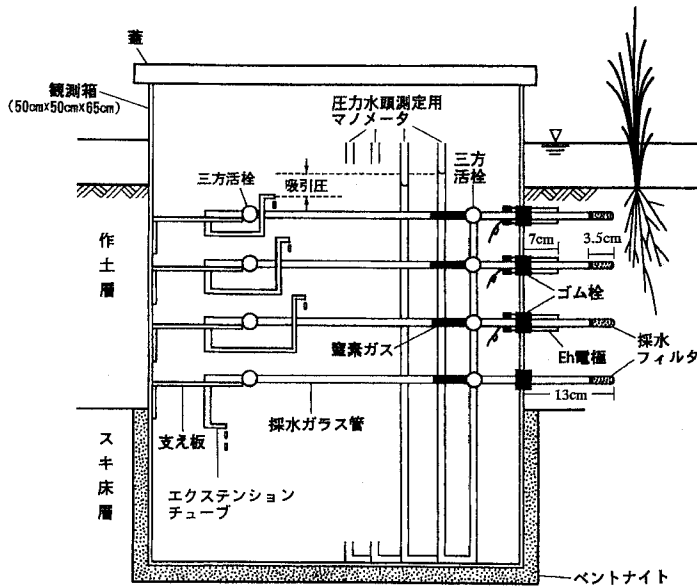 蓋
観測箱
(50cm×50cm×65cm)
圧力水頭測定用
マノメータ
三方
活栓
三方活栓
吸引圧
作土層
7cm
3.5cm
ゴム栓
窒素ガス
Eh電極
採水
フィルタ
13cm
支え板
採水ガラス管
スキ床層
エクステンション
チューブ
ベントナイト